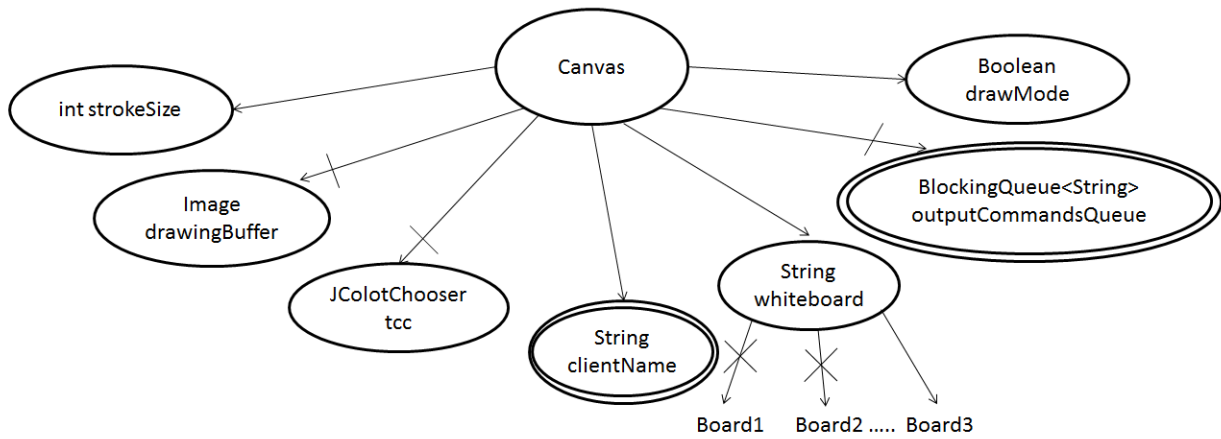 Canvas
Boolean
drawMode
int strokeSize
BlockingQueue<String>
outputCommandsQueue
Image
drawingBuffer
String
whiteboard
JColotChooser
tcc
String
clientName
Board1
Board2 .....
Board3